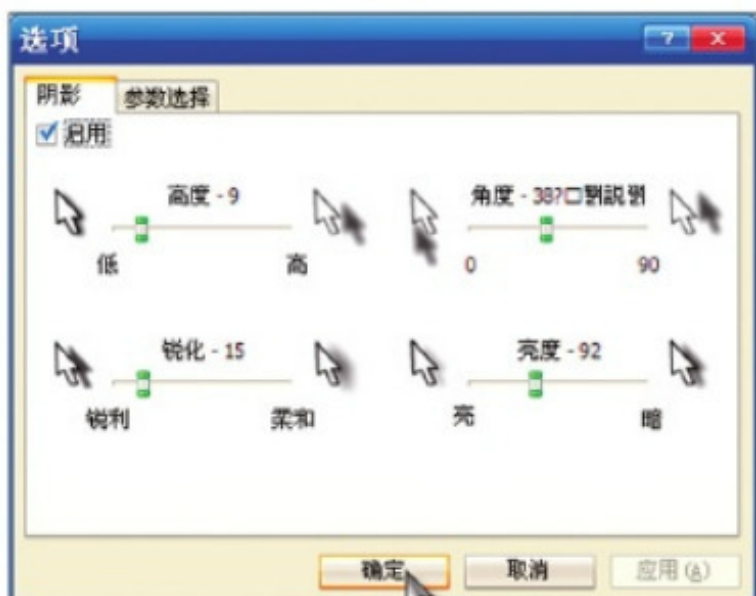 选项
阴影 参数选择
启用
高度 - 9
低 高
角度 - 38?□
0 90
锐化 - 15
锐利 柔和
亮度 - 92
亮 暗
确定 取消 应用(A)